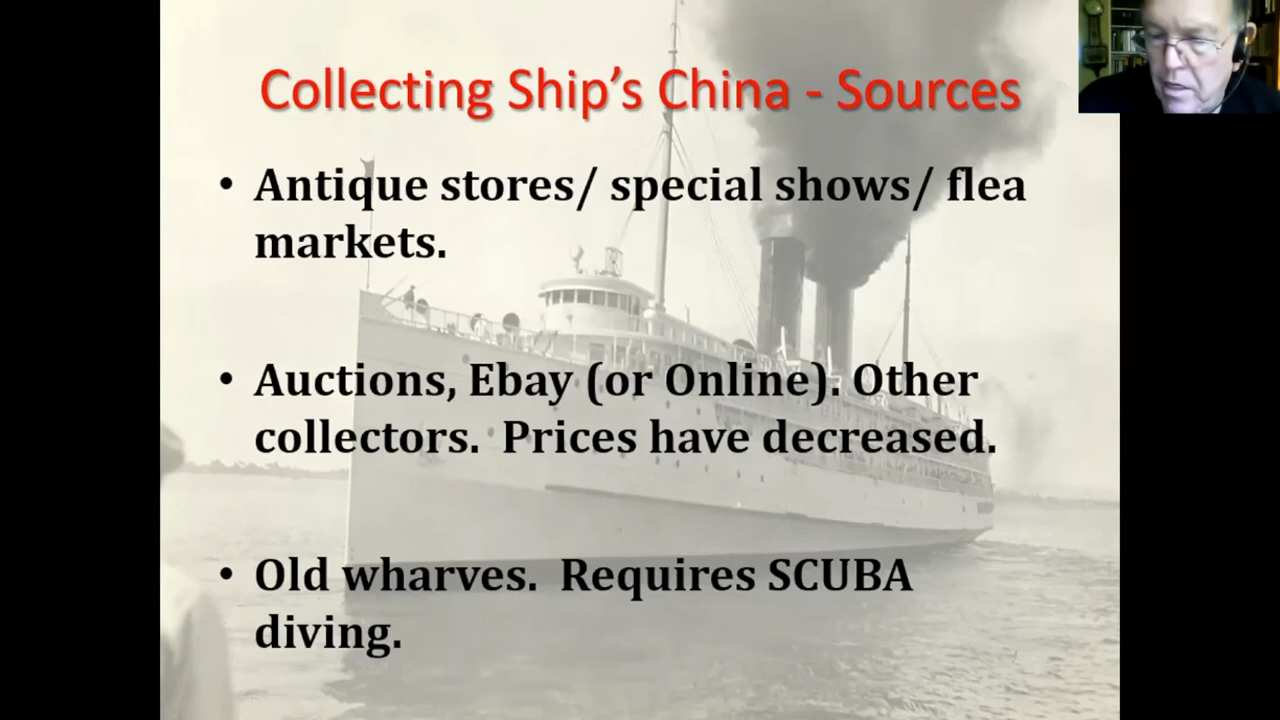 Collecting Ship's China - Sources
• Antique stores/ special shows/ flea
markets.
• Auctions, Ebay (or Online). Other
collectors.  Prices have decreased.
• Old wharves.  Requires SCUBA
diving.